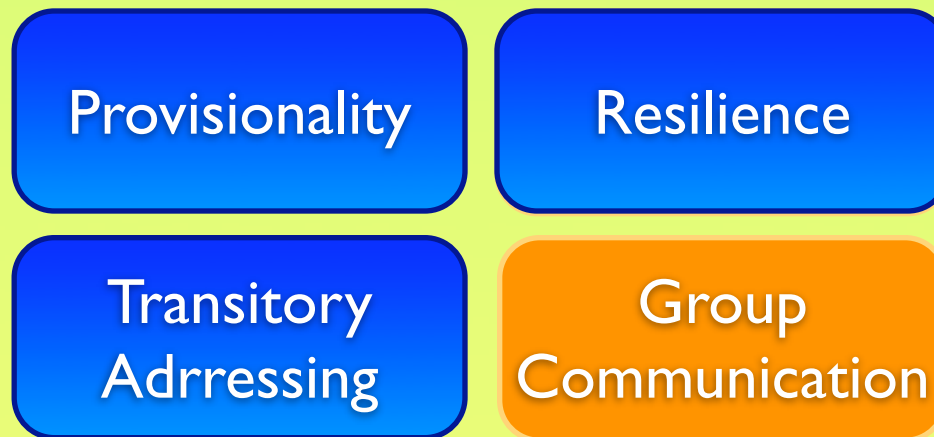 Provisionality
Resilience
Transitory
Adrressing
Group
Communication